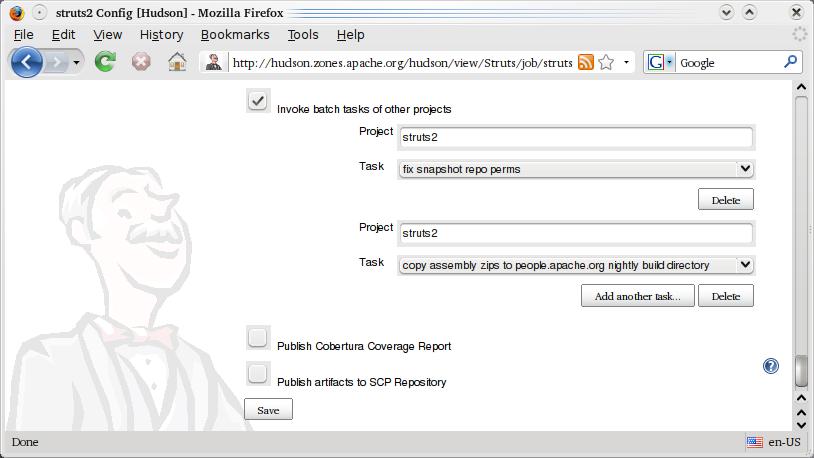 struts2 Config [Hudson] - Mozilla Firefox
File Edit View History Bookmarks Tools Help
http://hudson.zones.apache.org/hudson/view/Struts/job/struts
G Google
Invoke batch tasks of other projects
Project struts2
Task fix snapshot repo perms
Delete
Project struts2
Task copy assembly zips to people.apache.org nightly build directory
Add another task... Delete
Publish Cobertura Coverage Report
Publish artifacts to SCP Repository
?
Save
Done en-US